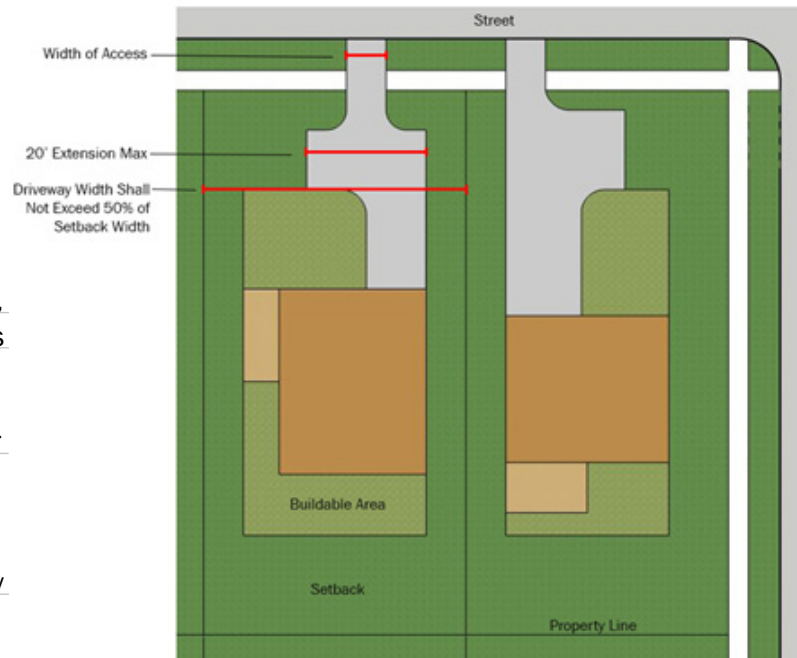 Street
Width of Access
20' Extension Max
Driveway Width Shall
Not Exceed 50% of
Setback Width
Buildable Area
Setback
Property Line